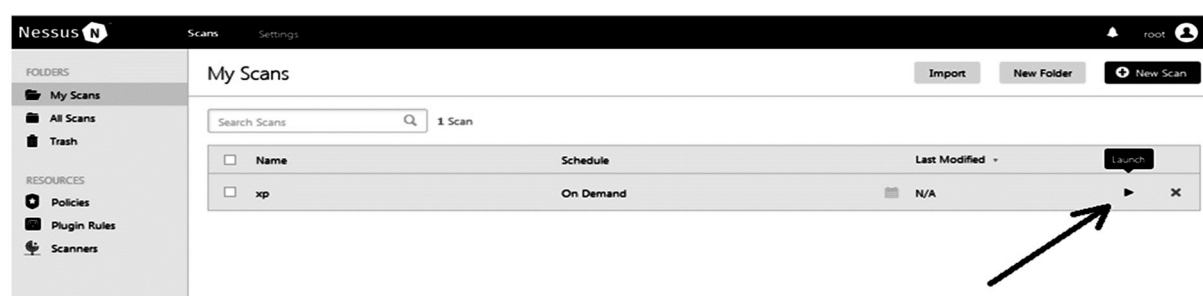 Nessus N Scans Settings root
FOLDERS
My Scans
All Scans
Trash
RESOURCES
Policies
Plugin Rules
Scanners
My Scans Import New Folder New Scan
Search Scans 1 Scan
Name Schedule Last Modified Launch
xp On Demand N/A